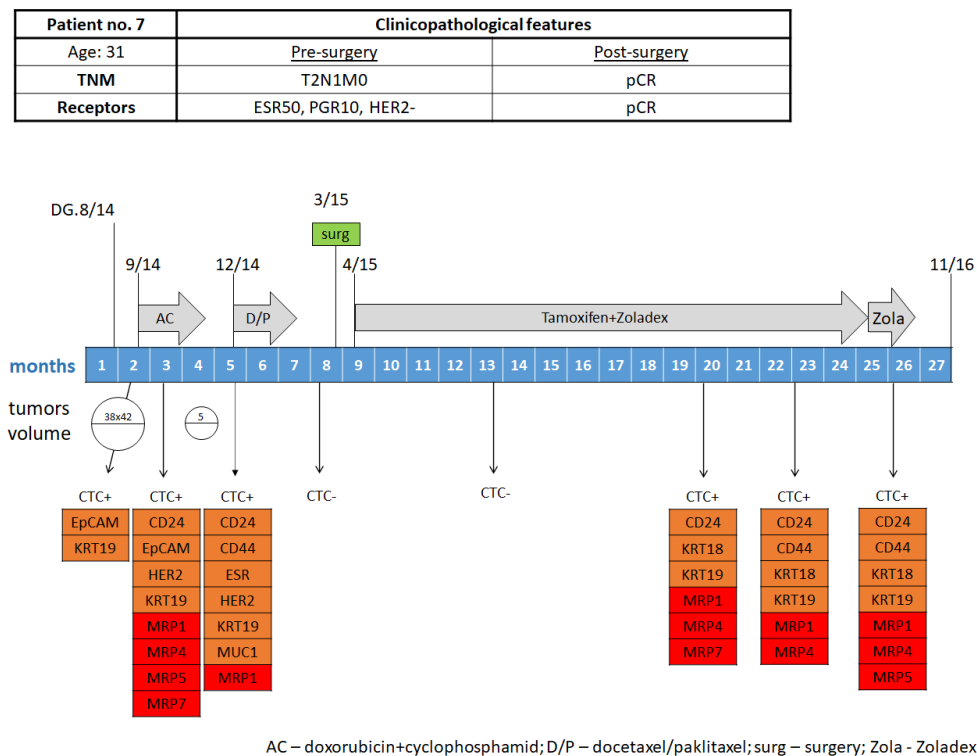 Patient no. 7 Clinicopathological features
Age: 31 Pre-surgery Post-surgery
TNM T2N1M0 pCR
Receptors ESR50, PGR10, HER2- pCR
3/15
DG.8/14
surg
9/14 12/14 4/15 11/16
AC D/P Tamoxifen+Zoladex Zola
months 1 2 3 4 5 6 7 8 9 10 11 12 13 14 15 16 17 18 19 20 21 22 23 24 25 26 27
tumors
volume
38x42 5
CTC+ CTC+ CTC+ CTC- CTC- CTC+ CTC+ CTC+
EpCAM CD24 CD24 CD24 CD24 CD24
KRT19 EpCAM CD44 KRT18 CD44 CD44
HER2 ESR KRT19 KRT18 KRT18
KRT19 HER2 MRP1 KRT19 KRT19
MRP1 KRT19 MRP4 MRP1 MRP1
MRP4 MUC1 MRP7 MRP4 MRP4
MRP5 MRP1 MRP5
MRP7
AC – doxorubicin+cyclophosphamid; D/P – docetaxel/paklitaxel; surg – surgery; Zola - Zoladex